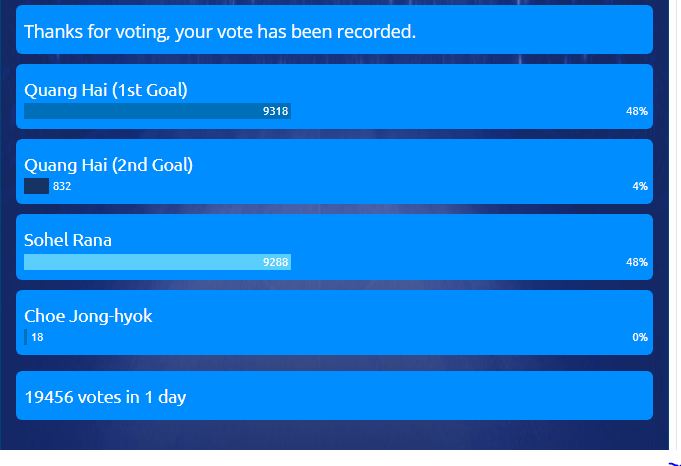 Thanks for voting, your vote has been recorded.
Quang Hai (1st Goal)
9318 48%
Quang Hai (2nd Goal)
832 4%
Sohel Rana
9288 48%
Choe Jong-hyok
18 0%
19456 votes in 1 day